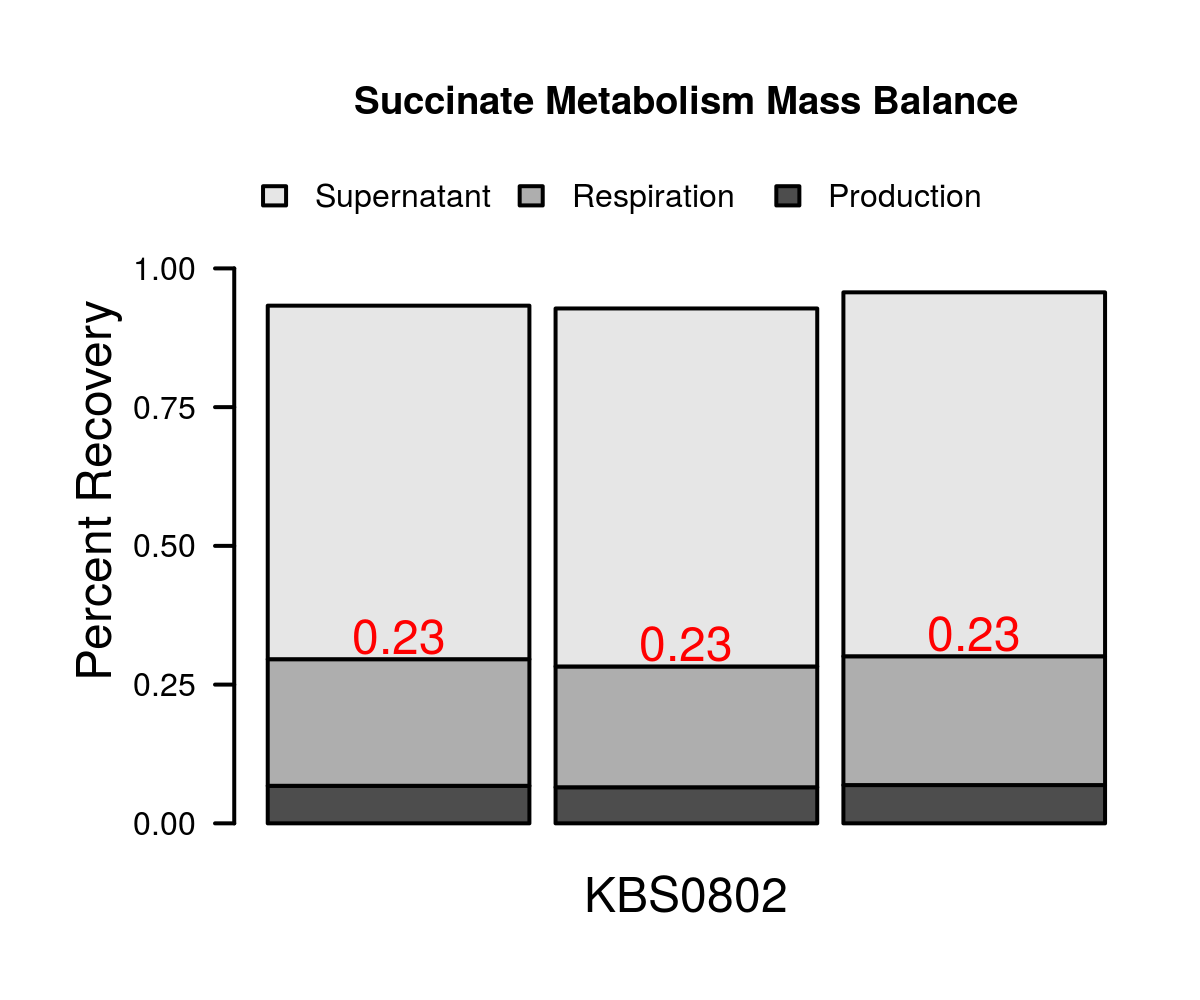 Succinate Metabolism Mass Balance
Supernatant Respiration Production
Percent Recovery
1.00
0.75
0.50
0.25
0.00
0.23 0.23 0.23
KBS0802